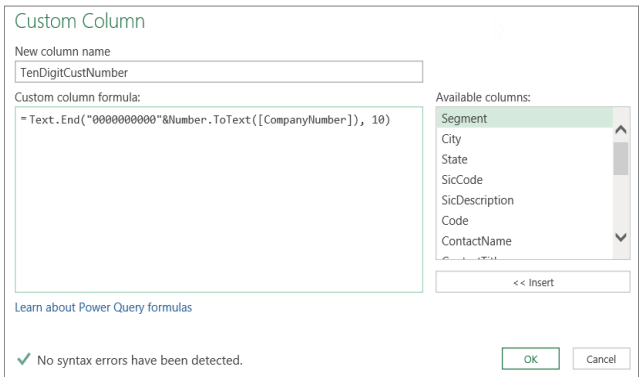 Custom Column
New column name
TenDigitCustNumber
Custom column formula:
=Text.End("0000000000"&Number.ToText([CompanyNumber]), 10)
Available columns:
Segment
City
State
SicCode
SicDescription
Code
ContactName
<< Insert
Learn about Power Query formulas
No syntax errors have been detected.
OK
Cancel